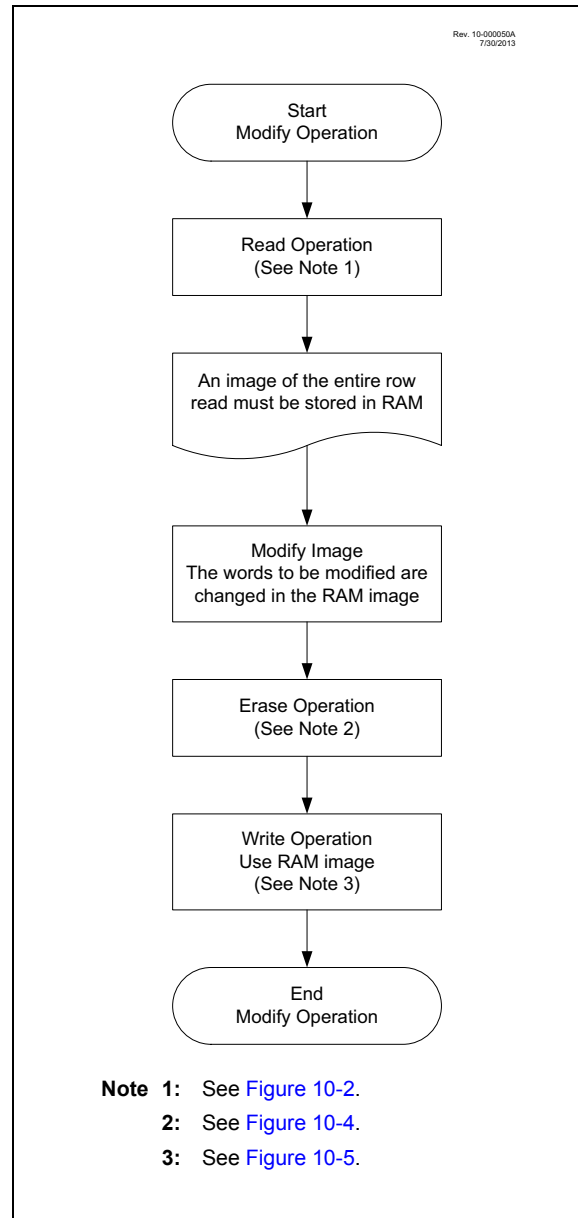 Rev. 10-000050A
7/30/2013
Start
Modify Operation
Read Operation
(See Note 1)
An image of the entire row
read must be stored in RAM
Modify Image
The words to be modified are
changed in the RAM image
Erase Operation
(See Note 2)
Write Operation
Use RAM image
(See Note 3)
End
Modify Operation
Note 1: See Figure 10-2.
2: See Figure 10-4.
3: See Figure 10-5.